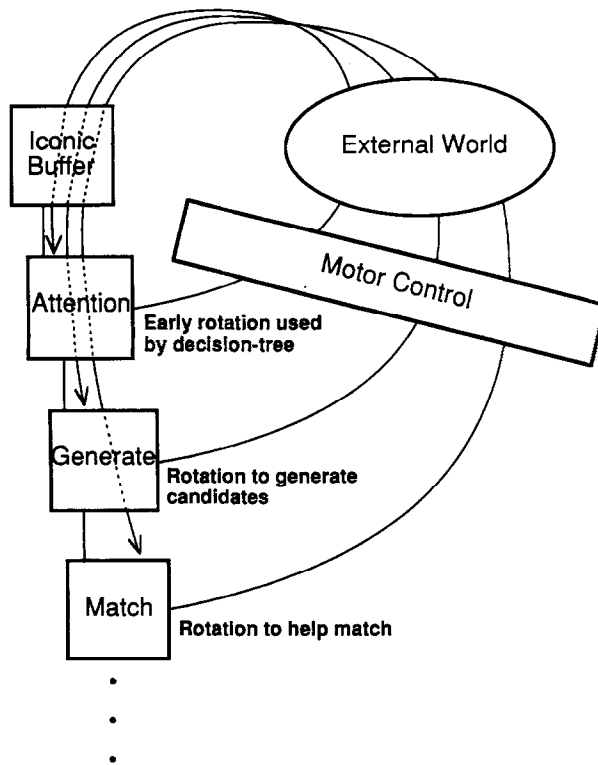 Iconic
Buffer
External World
Motor Control
Attention
Early rotation used
by decision-tree
Generate
Rotation to generate
candidates
Match
Rotation to help match